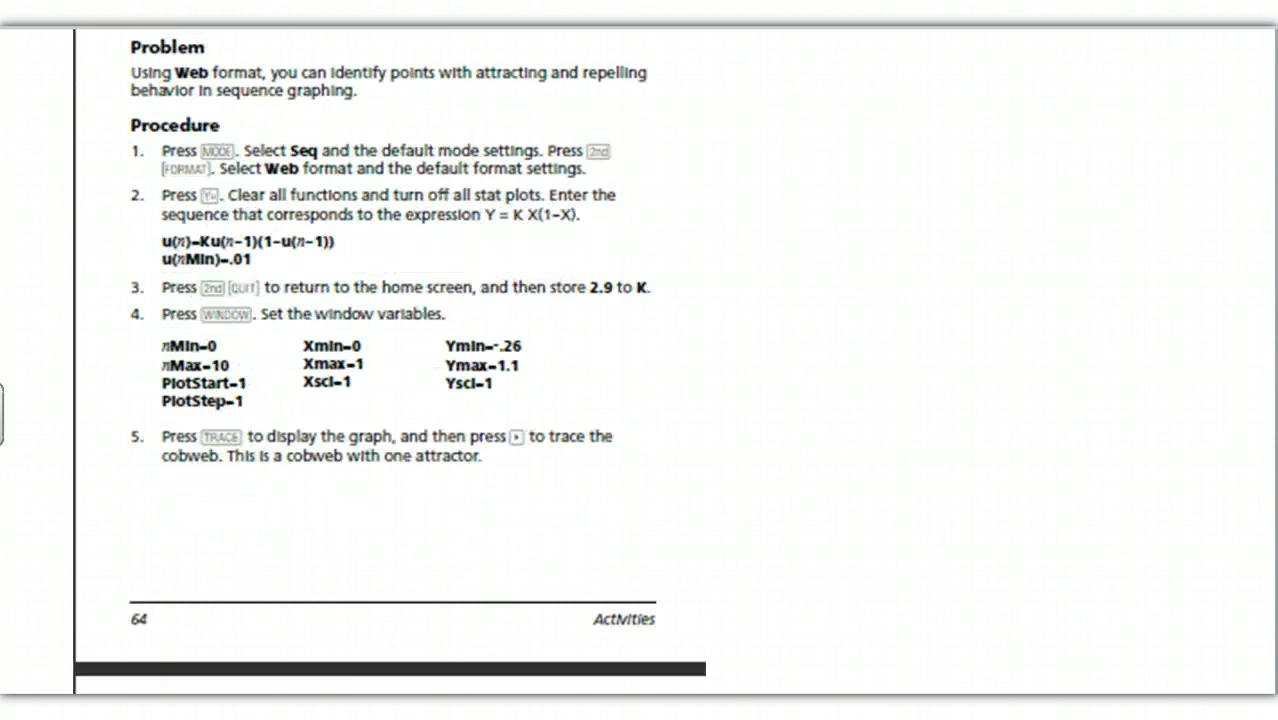 Problem
Using Web format, you can identify points with attracting and repelling
behavior in sequence graphing.
Procedure
1. Press [MODE]. Select Seq and the default mode settings. Press [2nd]
[FORMAT]. Select Web format and the default format settings.
2. Press [Y=]. Clear all functions and turn off all stat plots. Enter the
sequence that corresponds to the expression Y = K X(1–X).
u(n)=Ku(n–1)(1–u(n–1))
u(nMin)=.01
3. Press [2nd] [QUIT] to return to the home screen, and then store 2.9 to K.
4. Press [WINDOW]. Set the window variables.
nMin=0 Xmin=0 Ymin=-.26
nMax=10 Xmax=1 Ymax=1.1
PlotStart=1 Xscl=1 Yscl=1
PlotStep=1
5. Press [TRACE] to display the graph, and then press [▸] to trace the
cobweb. This is a cobweb with one attractor.
64 Activities